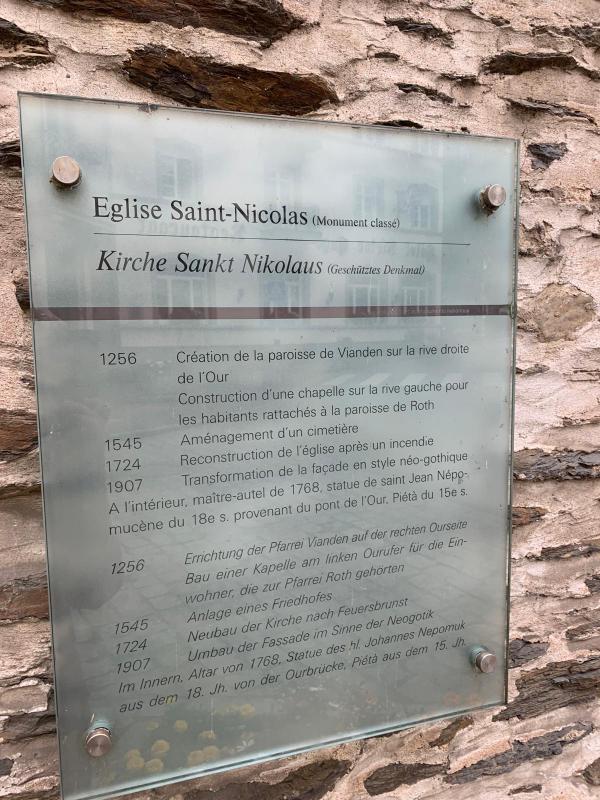 Eglise Saint-Nicolas (Monument classé)
Kirche Sankt Nikolaus (Geschütztes Denkmal)
1256 Création de la paroisse de Vianden sur la rive droite
de l'Our
Construction d'une chapelle sur la rive gauche pour
les habitants rattachés à la paroisse de Roth
1545 Aménagement d'un cimetière
1724 Reconstruction de l'église après un incendie
1907 Transformation de la façade en style néo-gothique
A l'intérieur, maître-autel de 1768, statue de saint Jean Népo-
mucène du 18e s. provenant du pont de l'Our. Piétà du 15e s.
1256 Errichtung der Pfarrei Vianden auf der rechten Ourseite
Bau einer Kapelle am linken Ourufer für die Ein-
wohner, die zur Pfarrei Roth gehörten
1545 Anlage eines Friedhofes
1724 Neubau der Kirche nach Feuersbrunst
1907 Umbau der Fassade im Sinne der Neogotik
Im Innern, Altar von 1768, Statue des hl. Johannes Nepomuk
aus dem 18. Jh. von der Ourbrücke, Piétà aus dem 15. Jh.